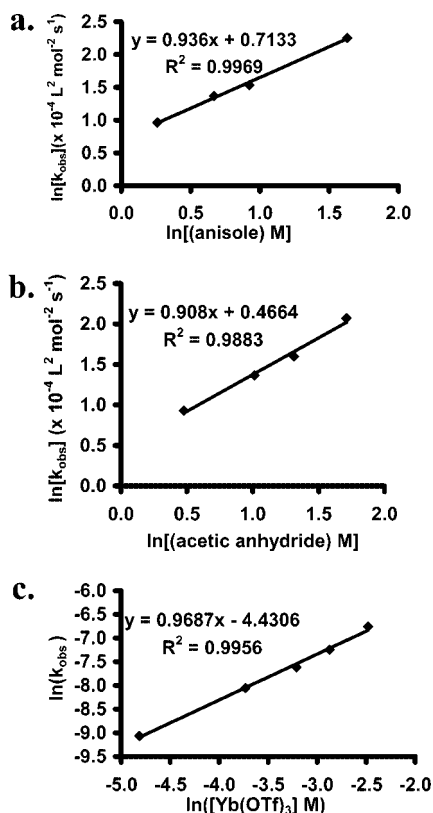 a.
y = 0.936x + 0.7133
R² = 0.9969
ln[k_obs](x 10⁻⁴ L² mol⁻² s⁻¹)
2.5
2.0
1.5
1.0
0.5
0.0
0.0 0.5 1.0 1.5 2.0
ln[(anisole) M]
b.
y = 0.908x + 0.4664
R² = 0.9883
ln[k_obs] (x 10⁻⁴ L² mol⁻² s⁻¹)
2.5
2.0
1.5
1.0
0.5
0.0
0.0 0.5 1.0 1.5 2.0
ln[(acetic anhydride) M]
c.
y = 0.9687x - 4.4306
R² = 0.9956
ln(k_obs)
-6.0
-6.5
-7.0
-7.5
-8.0
-8.5
-9.0
-9.5
-5.0 -4.5 -4.0 -3.5 -3.0 -2.5 -2.0
ln([Yb(OTf)₃] M)